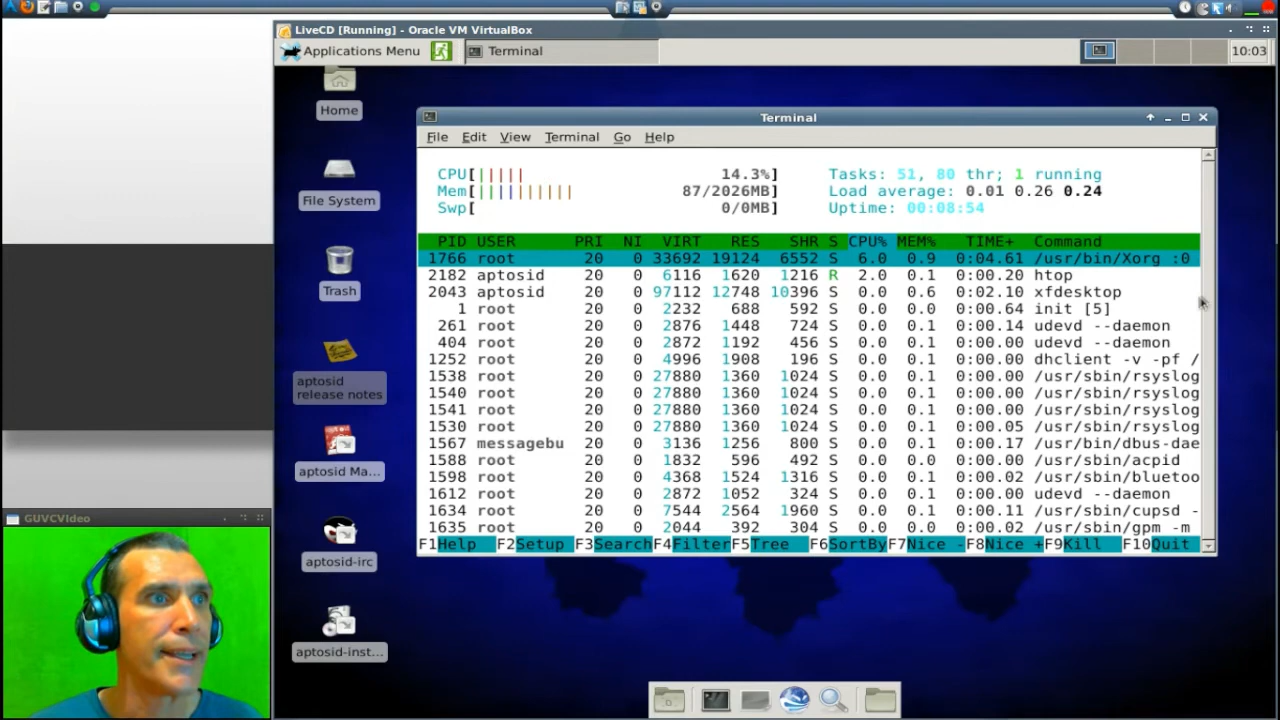 LiveCD [Running] - Oracle VM VirtualBox
Applications Menu
Terminal
10:03
Home
File System
Trash
aptosid
release notes
aptosid Ma...
aptosid-irc
aptosid-inst...
Terminal
File Edit View Terminal Go Help
CPU[||||| 14.3%] Tasks: 51, 80 thr; 1 running
Mem[|||||||||| 87/2026MB] Load average: 0.01 0.26 0.24
Swp[ 0/0MB] Uptime: 00:08:54
PID USER PRI NI VIRT RES SHR S CPU% MEM% TIME+ Command
1766 root 20 0 33692 19124 6552 S 6.0 0.9 0:04.61 /usr/bin/Xorg :0
2182 aptosid 20 0 6116 1620 1216 R 2.0 0.1 0:00.20 htop
2043 aptosid 20 0 97112 12748 10396 S 0.0 0.6 0:02.10 xfdesktop
1 root 20 0 2232 688 592 S 0.0 0.0 0:00.64 init [5]
261 root 20 0 2876 1448 724 S 0.0 0.1 0:00.14 udevd --daemon
404 root 20 0 2872 1192 456 S 0.0 0.1 0:00.00 udevd --daemon
1252 root 20 0 4996 1908 196 S 0.0 0.1 0:00.00 dhclient -v -pf /
1538 root 20 0 27880 1360 1024 S 0.0 0.1 0:00.00 /usr/sbin/rsyslog
1540 root 20 0 27880 1360 1024 S 0.0 0.1 0:00.00 /usr/sbin/rsyslog
1541 root 20 0 27880 1360 1024 S 0.0 0.1 0:00.00 /usr/sbin/rsyslog
1530 root 20 0 27880 1360 1024 S 0.0 0.1 0:00.05 /usr/sbin/rsyslog
1567 messagebu 20 0 3136 1256 800 S 0.0 0.1 0:00.17 /usr/bin/dbus-dae
1588 root 20 0 1832 596 492 S 0.0 0.0 0:00.00 /usr/sbin/acpid
1598 root 20 0 4368 1524 1316 S 0.0 0.1 0:00.02 /usr/sbin/bluetoo
1612 root 20 0 2872 1052 324 S 0.0 0.1 0:00.00 udevd --daemon
1634 root 20 0 7544 2564 1960 S 0.0 0.1 0:00.11 /usr/sbin/cupsd -
1635 root 20 0 2044 392 304 S 0.0 0.0 0:00.02 /usr/sbin/gpm -m
F1Help F2Setup F3SearchF4FilterF5Tree F6SortByF7Nice -F8Nice +F9Kill F10Quit
GUVCVideo